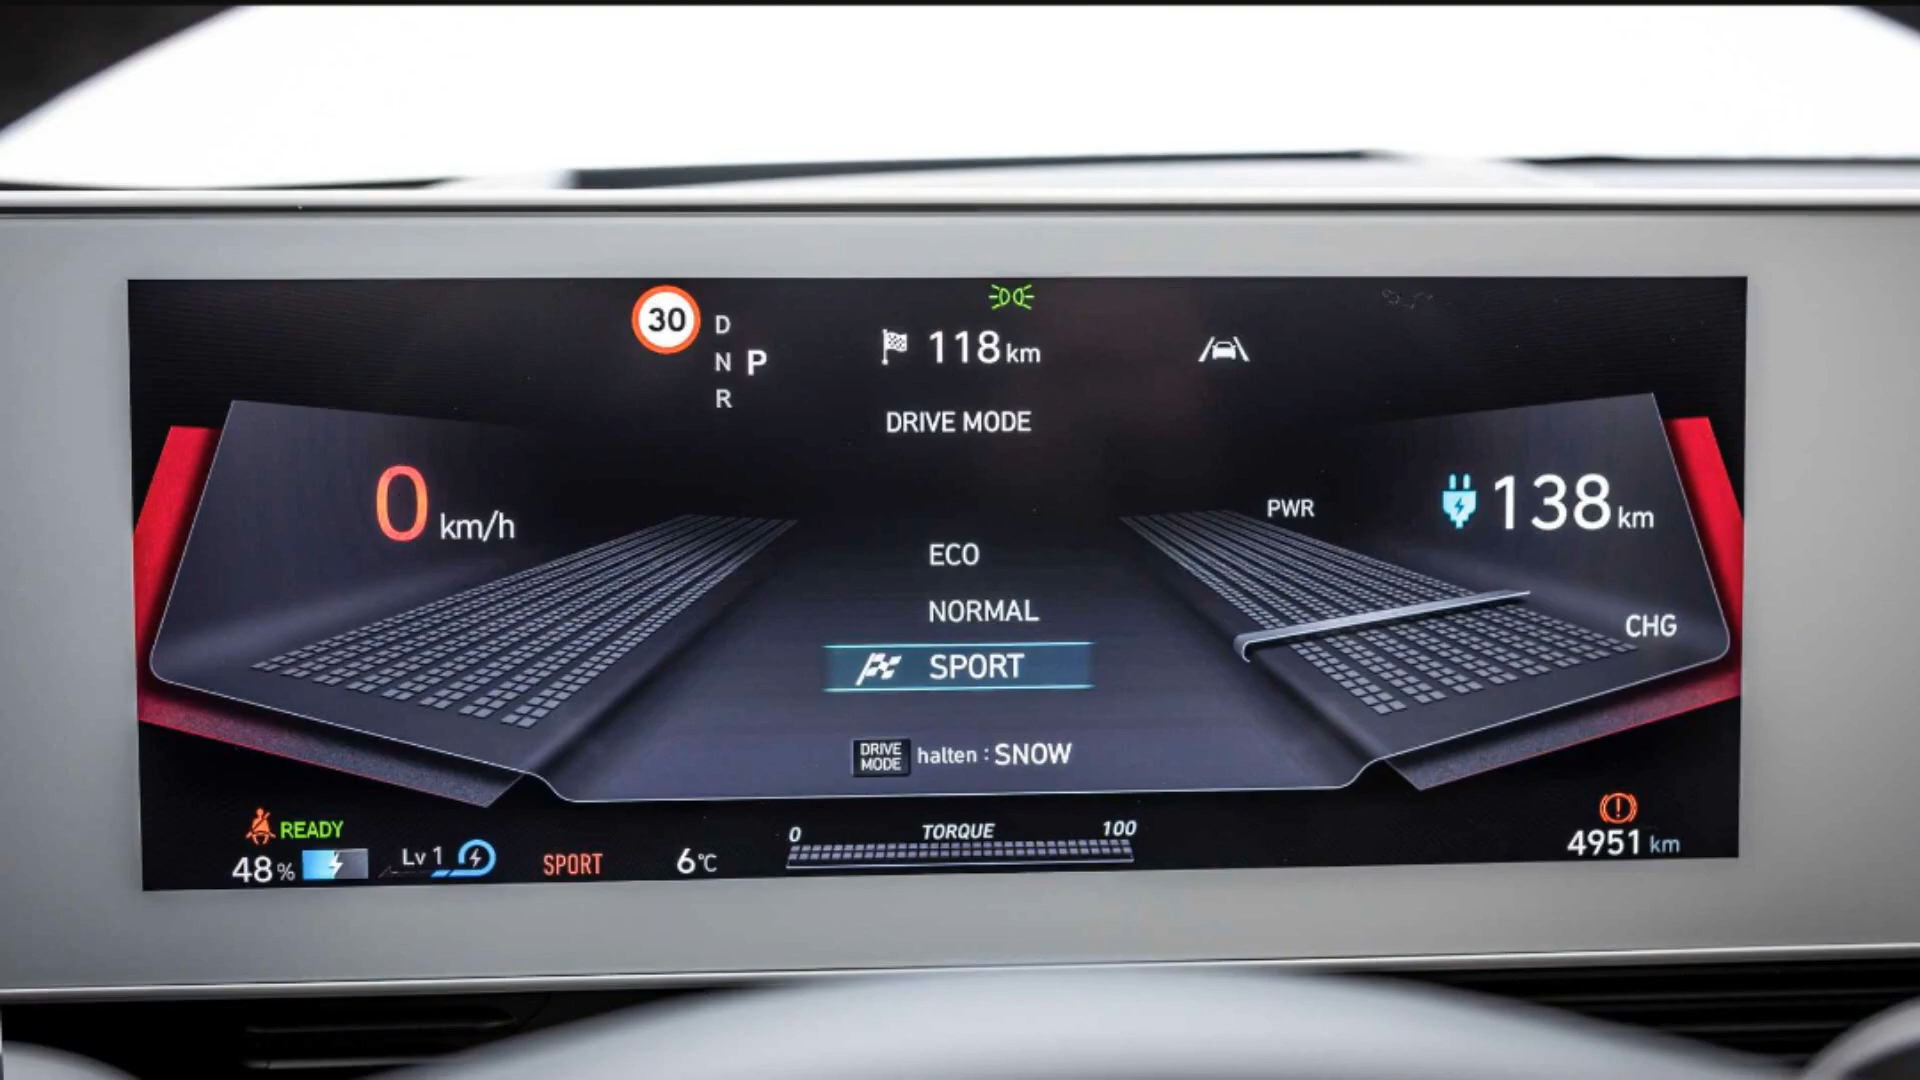 30
D
N P
R
118 km
DRIVE MODE
0 km/h
PWR
138 km
ECO
NORMAL
SPORT
CHG
DRIVE MODE halten : SNOW
READY
48 %
Lv 1
SPORT
6 °C
0 TORQUE 100
4951 km